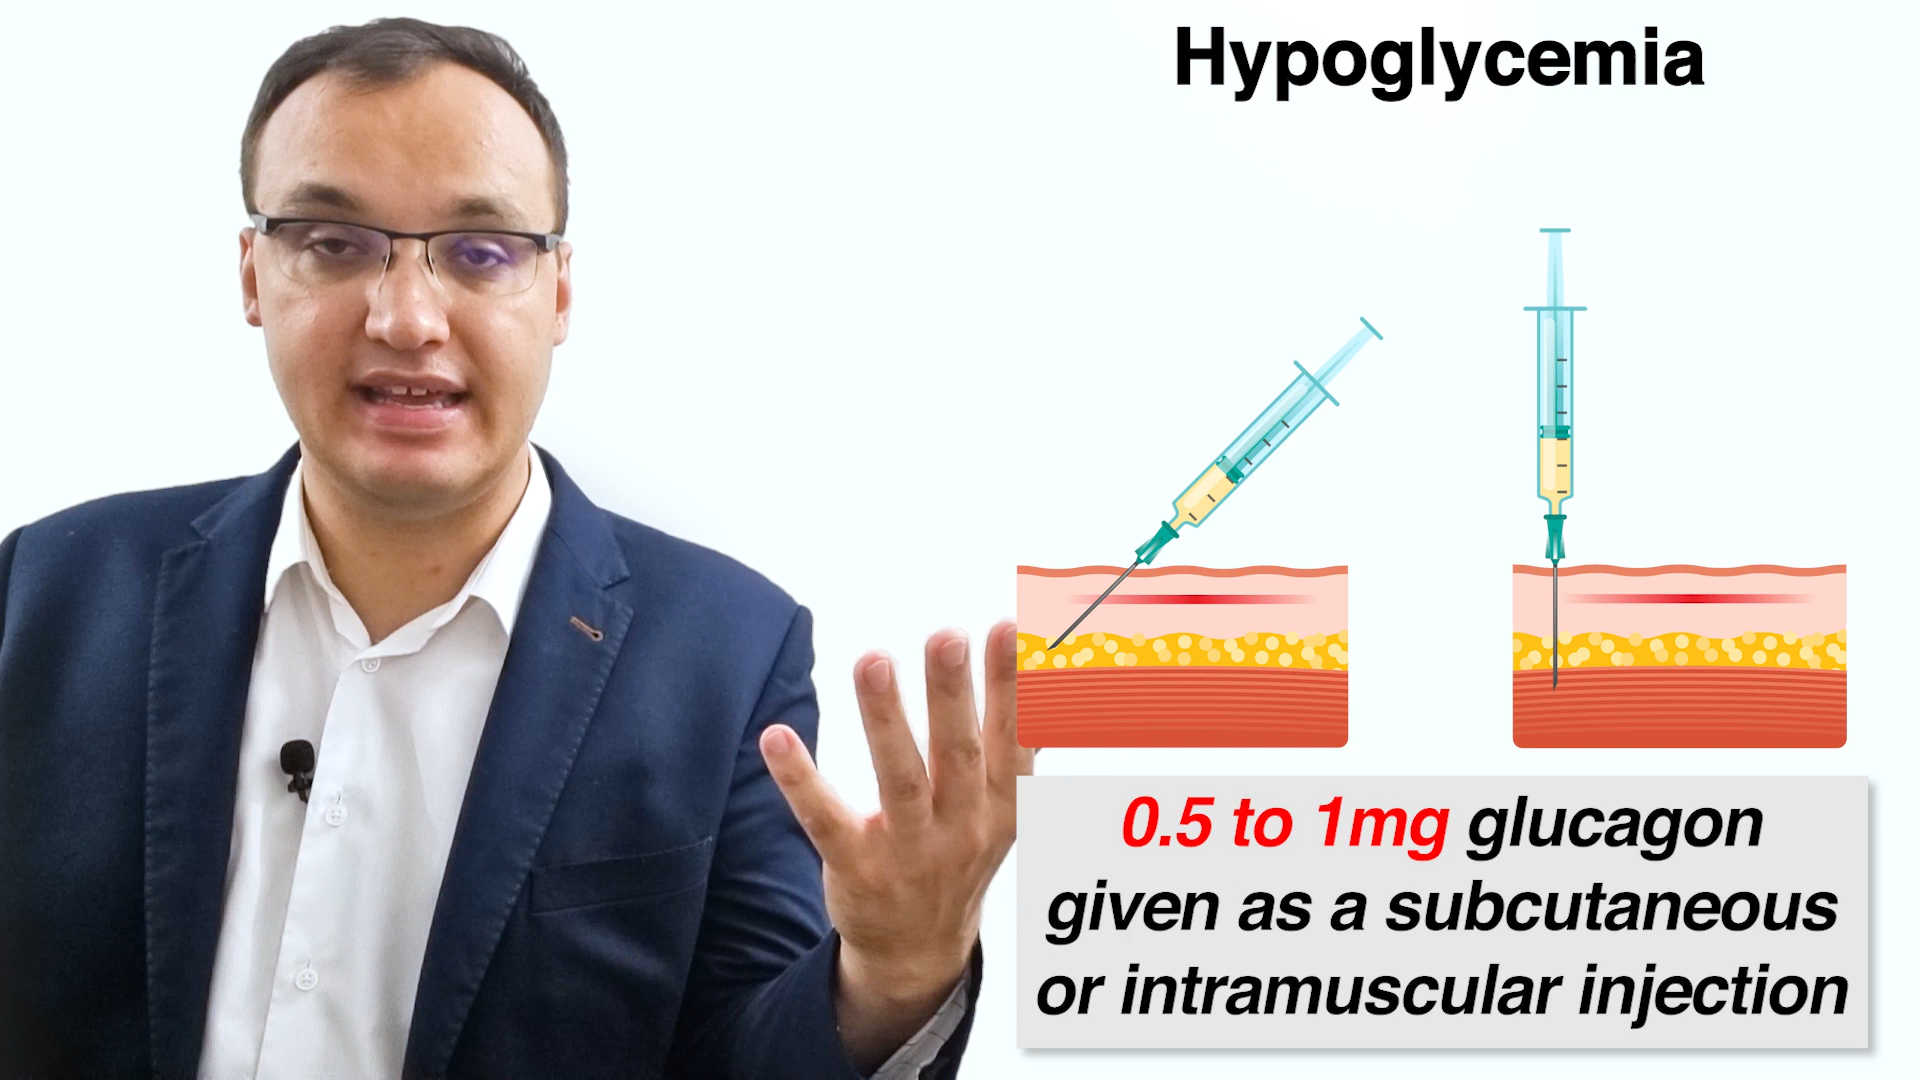 Hypoglycemia
0.5 to 1mg glucagon
given as a subcutaneous
or intramuscular injection